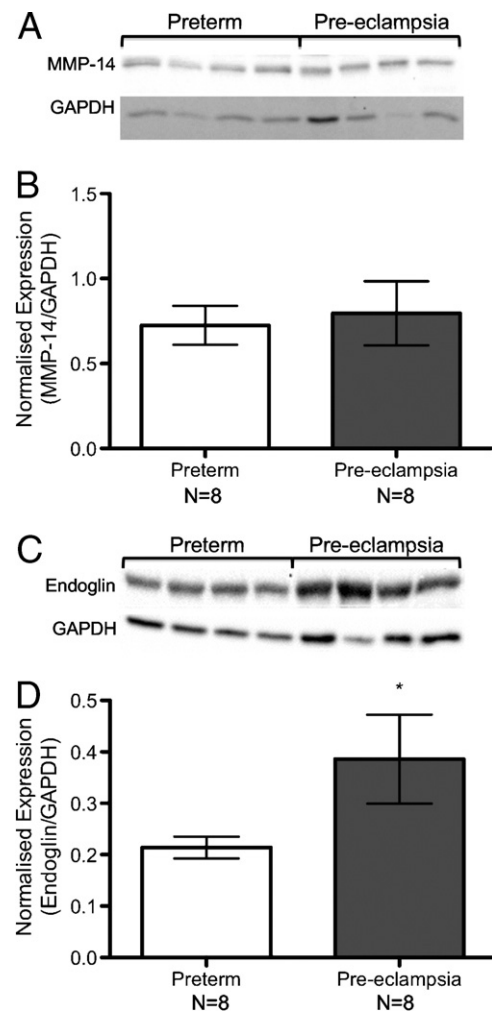 A
Preterm Pre-eclampsia
MMP-14
GAPDH
B
Normalised Expression
(MMP-14/GAPDH)
1.5
1.0
0.5
0.0
Preterm Pre-eclampsia
N=8 N=8
C
Preterm Pre-eclampsia
Endoglin
GAPDH
D
Normalised Expression
(Endoglin/GAPDH)
0.5
0.4
0.3
0.2
0.1
0.0
*
Preterm Pre-eclampsia
N=8 N=8